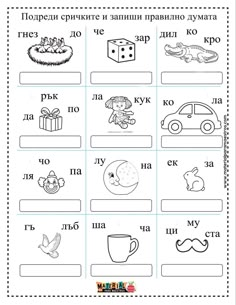 Подреди сричките и запиши правилно думата
гнез до
че зар
дил ко кро
рък да по
ла кук
ко ла
чо ля па
лу на
ек за
гъ лъб
ша ча
ци му ста